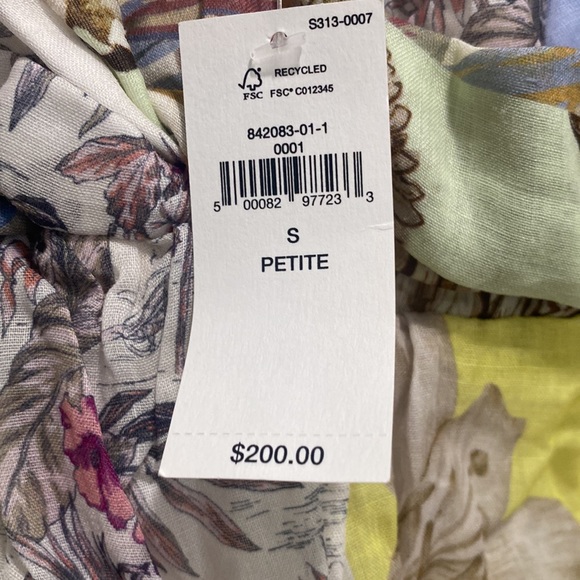 S313-0007
RECYCLED
FSC
FSC® C012345
842083-01-1
0001
5 00082 97723 3
S
PETITE
$200.00